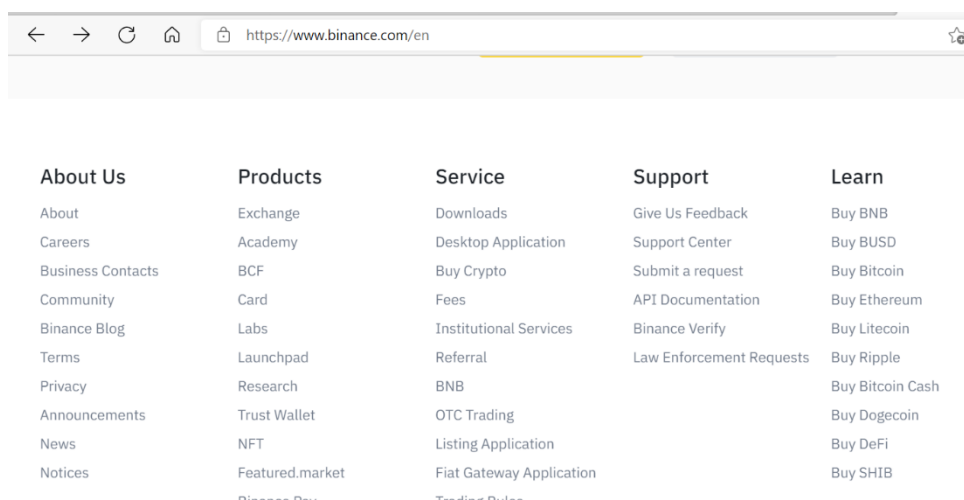 https://www.binance.com/en
About Us
About
Careers
Business Contacts
Community
Binance Blog
Terms
Privacy
Announcements
News
Notices
Products
Exchange
Academy
BCF
Card
Labs
Launchpad
Research
Trust Wallet
NFT
Featured.market
Binance Pay
Service
Downloads
Desktop Application
Buy Crypto
Fees
Institutional Services
Referral
BNB
OTC Trading
Listing Application
Fiat Gateway Application
Trading Rules
Support
Give Us Feedback
Support Center
Submit a request
API Documentation
Binance Verify
Law Enforcement Requests
Learn
Buy BNB
Buy BUSD
Buy Bitcoin
Buy Ethereum
Buy Litecoin
Buy Ripple
Buy Bitcoin Cash
Buy Dogecoin
Buy DeFi
Buy SHIB